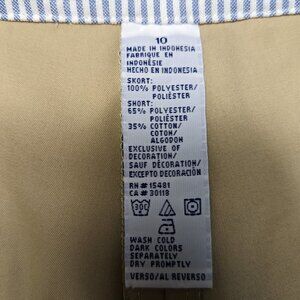 10
MADE IN INDONESIA
FABRIQUE EN
INDONÉSIE
HECHO EN INDONESIA
SKORT:
100% POLYESTER/
POLIÉSTER
SHORT:
65% POLYESTER/
POLIÉSTER
35% COTTON/
COTON/
ALGODON
EXCLUSIVE OF
DECORATION/
SAUF DÉCORATION/
EXCEPTO DECORACIÓN
RN# 15481
CA# 30118
30C
WASH COLD
DARK COLORS
SEPARATELY
DRY PROMPTLY
VERSO/AL REVERSO